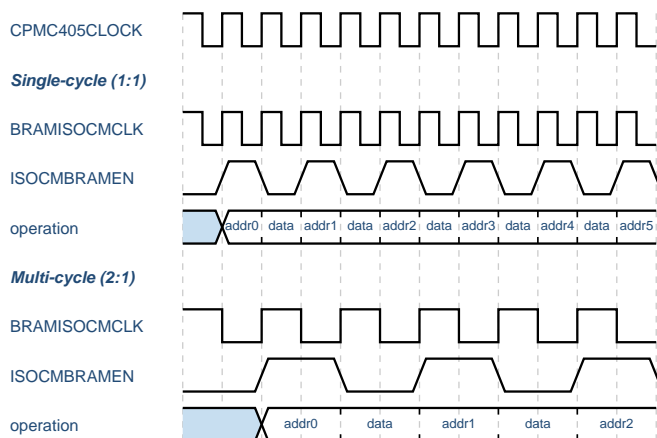 CPMC405CLOCK
Single-cycle (1:1)
BRAMISOCMCLK
ISOCMBRAMEN
operation addr0 data addr1 data addr2 data addr3 data addr4 data addr5
Multi-cycle (2:1)
BRAMISOCMCLK
ISOCMBRAMEN
operation addr0 data addr1 data addr2